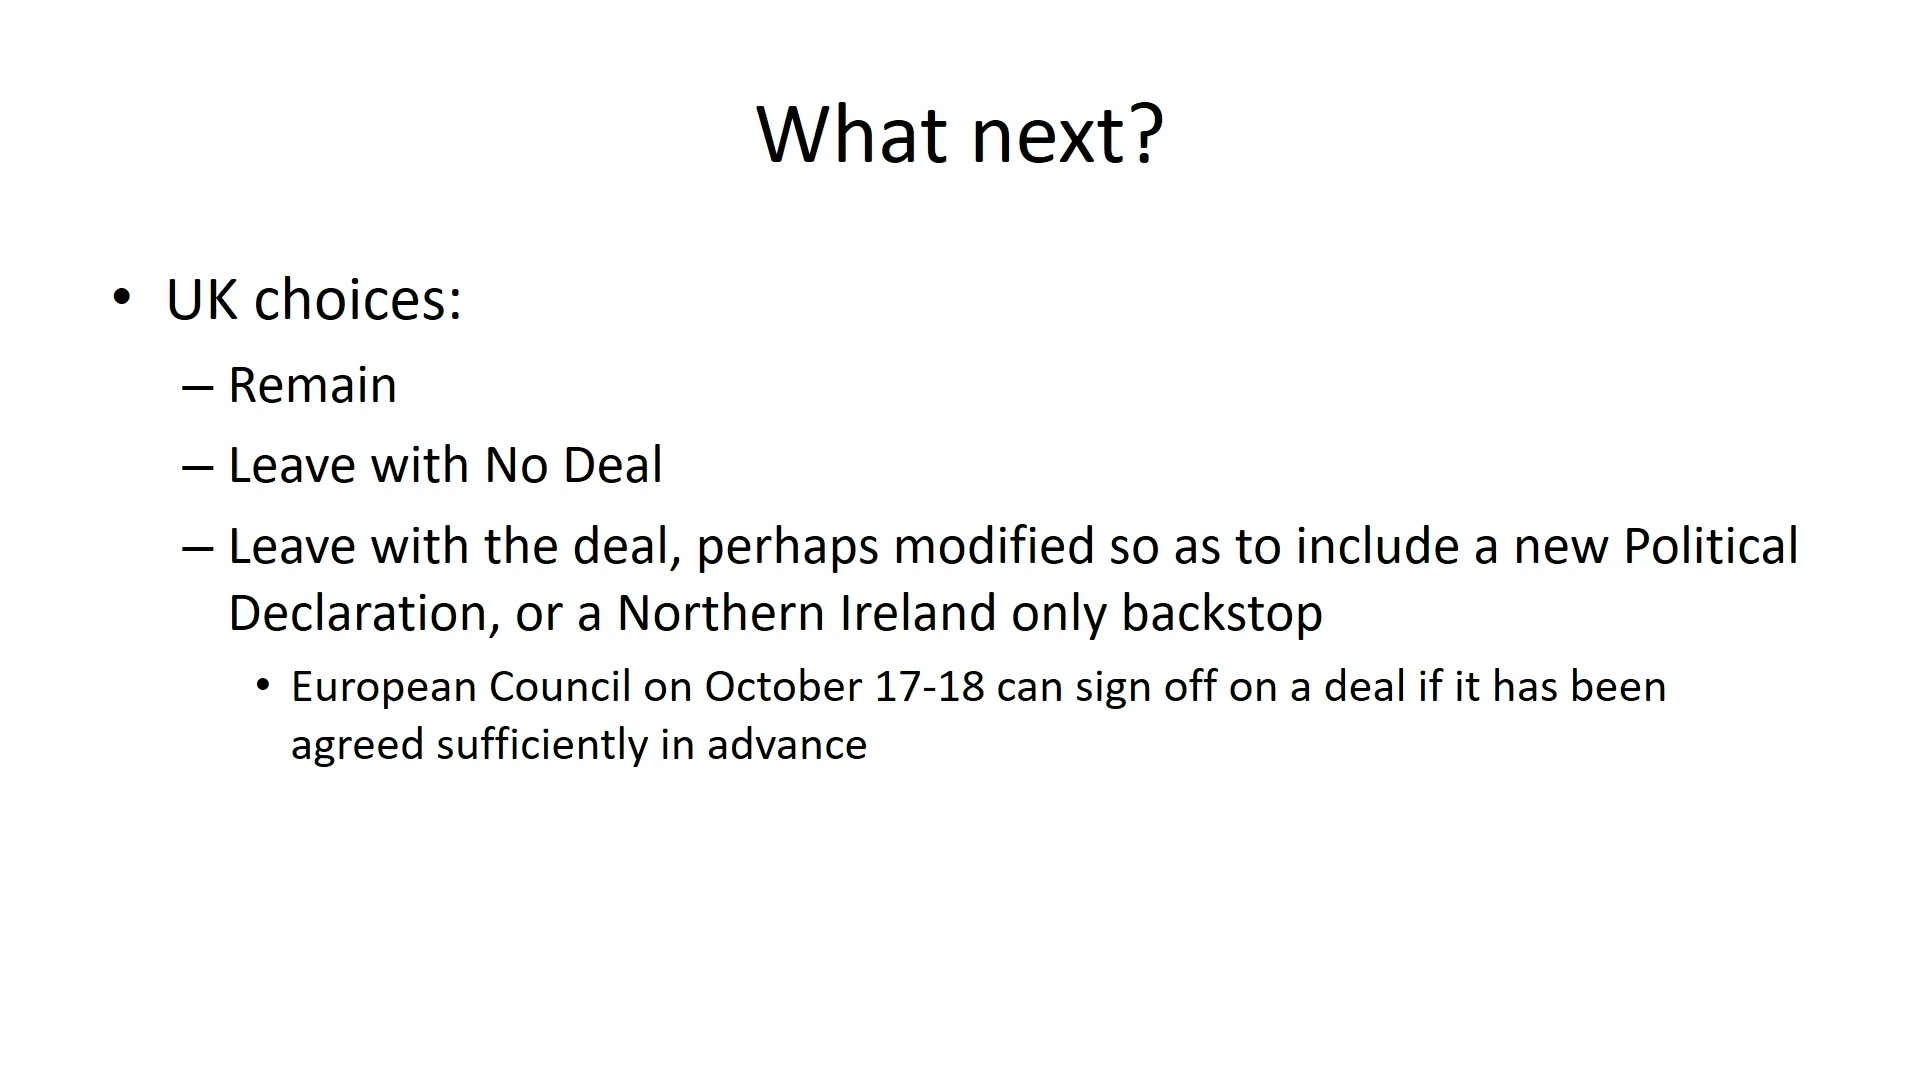 What next?
• UK choices:
– Remain
– Leave with No Deal
– Leave with the deal, perhaps modified so as to include a new Political
Declaration, or a Northern Ireland only backstop
• European Council on October 17-18 can sign off on a deal if it has been
agreed sufficiently in advance